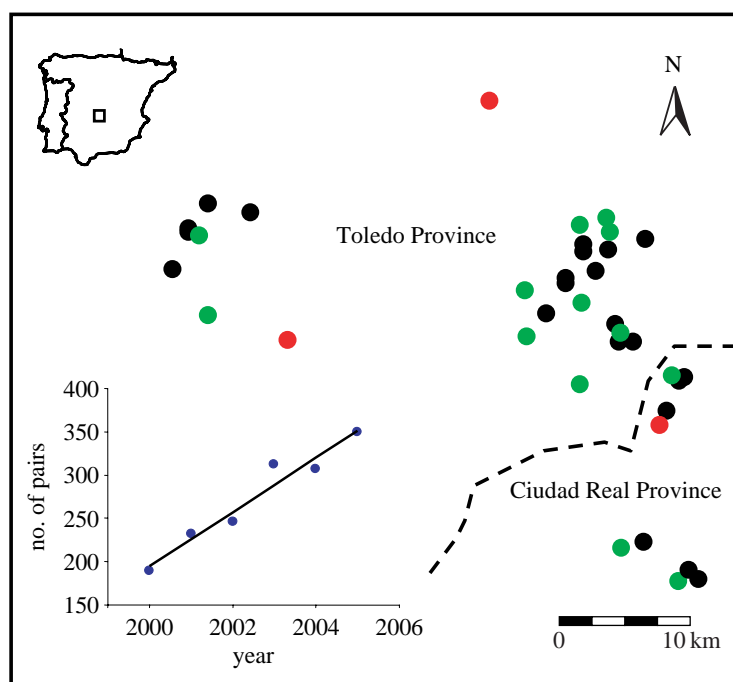 N
Toledo Province
Ciudad Real Province
no. of pairs
400
350
300
250
200
150
2000 2002 2004 2006
year
0 10 km